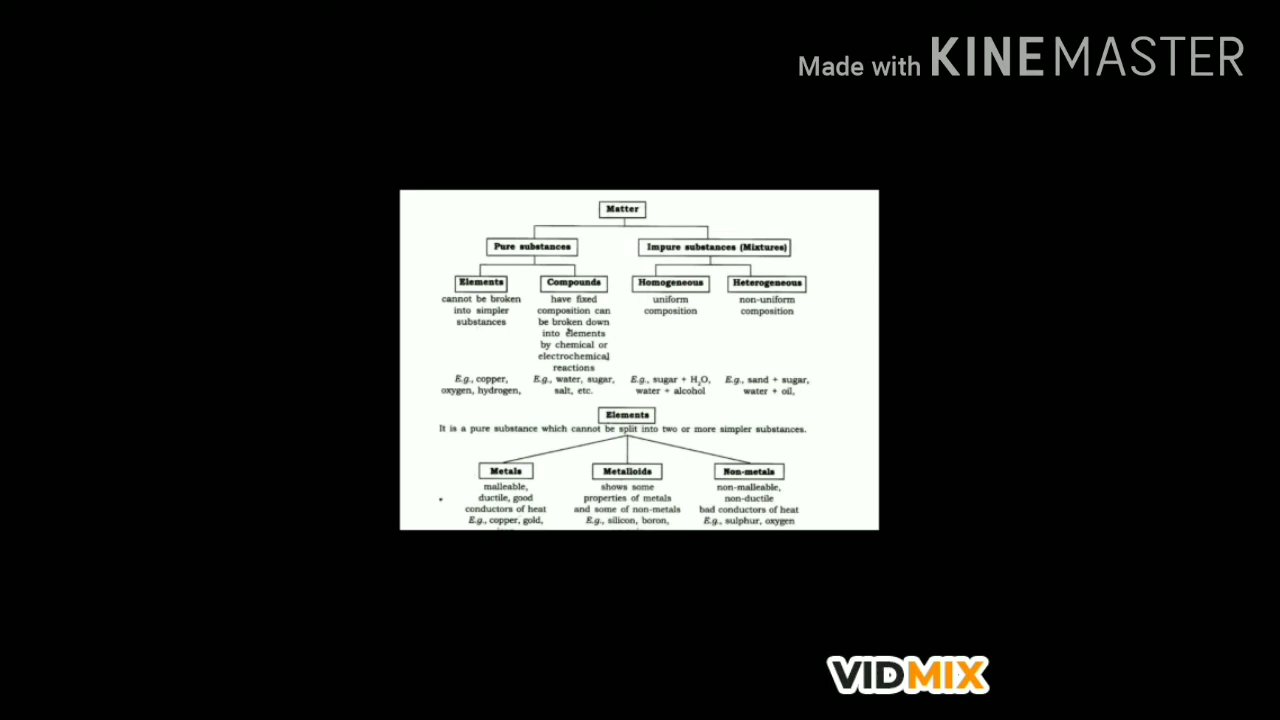 Made with KINEMASTER
Matter
Pure substances Impure substances (Mixtures)
Elements Compounds Homogeneous Heterogeneous
cannot be broken
into simpler
substances
have fixed
composition can
be broken down
into elements
by chemical or
electrochemical
reactions
uniform
composition
non-uniform
composition
E.g., copper,
oxygen, hydrogen,
E.g., water, sugar,
salt, etc.
E.g., sugar + H₂O,
water + alcohol
E.g., sand + sugar,
water + oil,
Elements
It is a pure substance which cannot be split into two or more simpler substances.
Metals Metalloids Non-metals
malleable,
ductile, good
conductors of heat
E.g., copper, gold,
shows some
properties of metals
and some of non-metals
E.g., silicon, boron,
non-malleable,
non-ductile
bad conductors of heat
E.g., sulphur, oxygen
VIDMIX